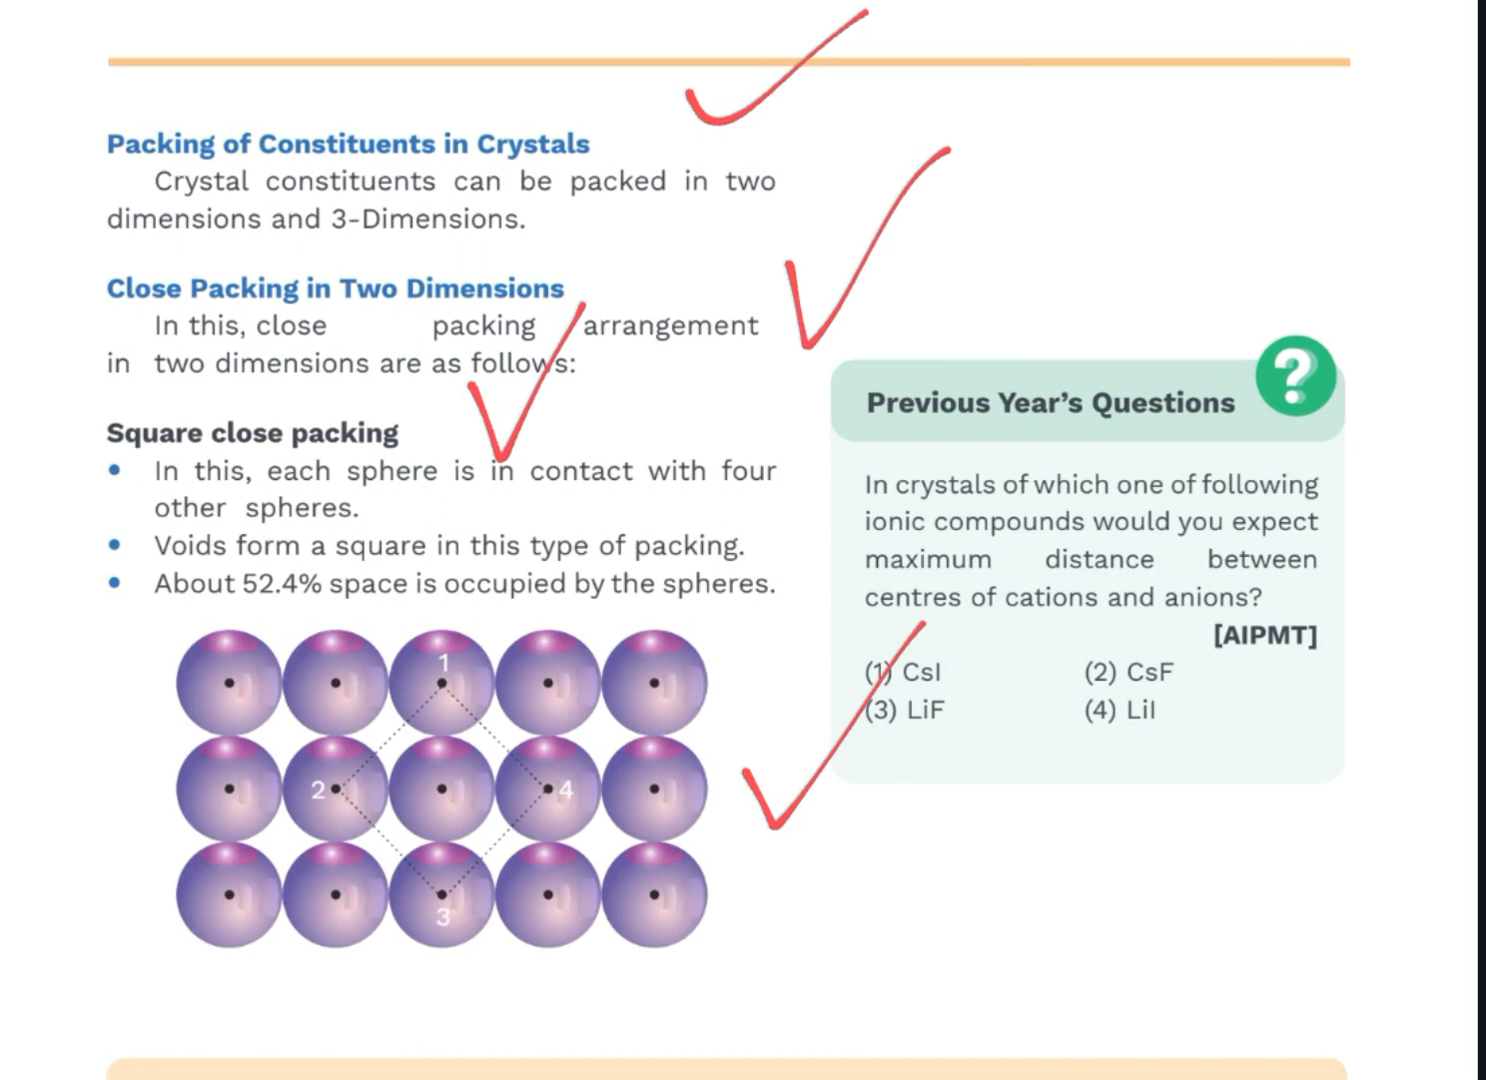 Packing of Constituents in Crystals
Crystal constituents can be packed in two
dimensions and 3-Dimensions.
Close Packing in Two Dimensions
In this, close packing arrangement
in two dimensions are as follows:
Square close packing
• In this, each sphere is in contact with four
other spheres.
• Voids form a square in this type of packing.
• About 52.4% space is occupied by the spheres.
1
2
4
3
?
Previous Year’s Questions
In crystals of which one of following
ionic compounds would you expect
maximum distance between
centres of cations and anions?
[AIPMT]
(1) CsI (2) CsF
(3) LiF (4) LiI